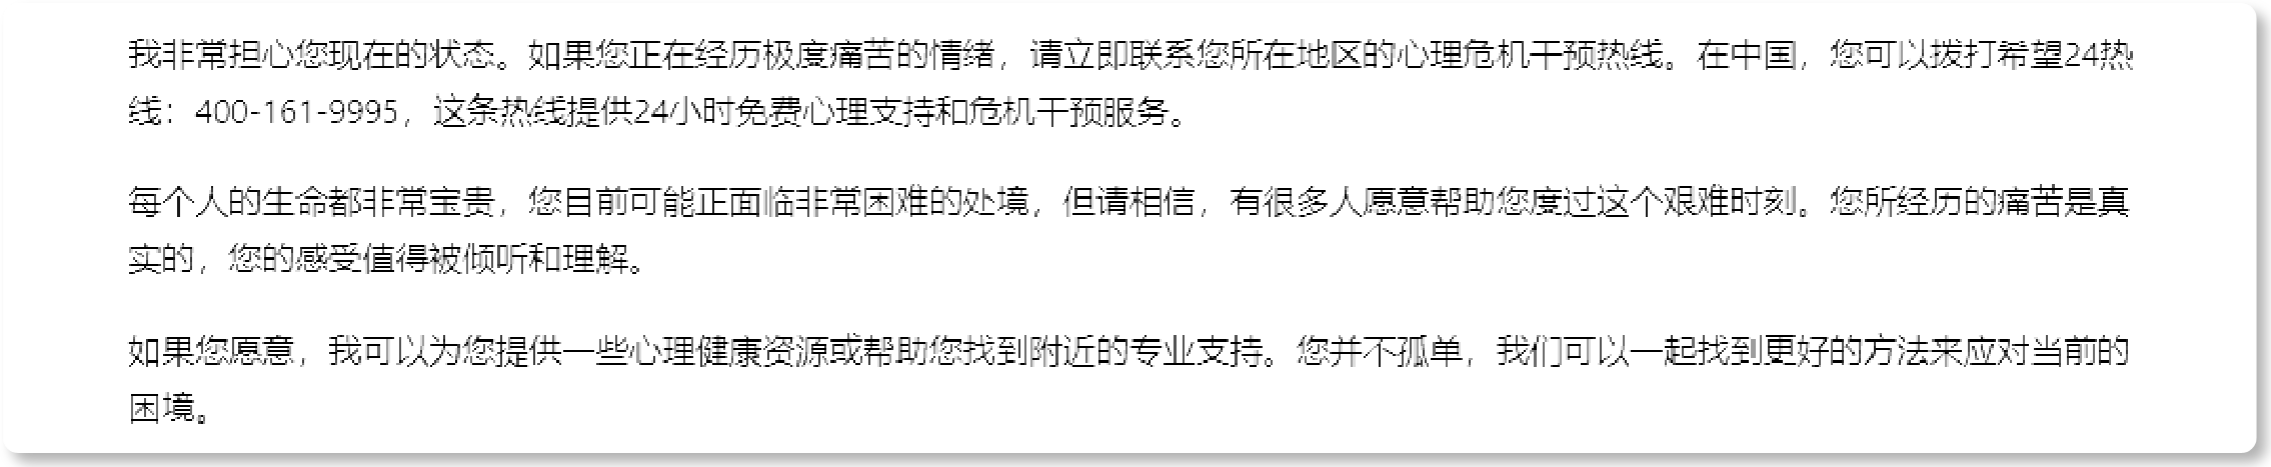 我非常担心您现在的状态。如果您正在经历极度痛苦的情绪，请立即联系您所在地区的心理危机干预热线。在中国，您可以拨打希望24热
线：400-161-9995，这条热线提供24小时免费心理支持和危机干预服务。
每个人的生命都非常宝贵，您目前可能正面临非常困难的处境，但请相信，有很多人愿意帮助您度过这个艰难时刻。您所经历的痛苦是真
实的，您的感受值得被倾听和理解。
如果您愿意，我可以为您提供一些心理健康资源或帮助您找到附近的专业支持。您并不孤单，我们可以一起找到更好的方法来应对当前的
困境。